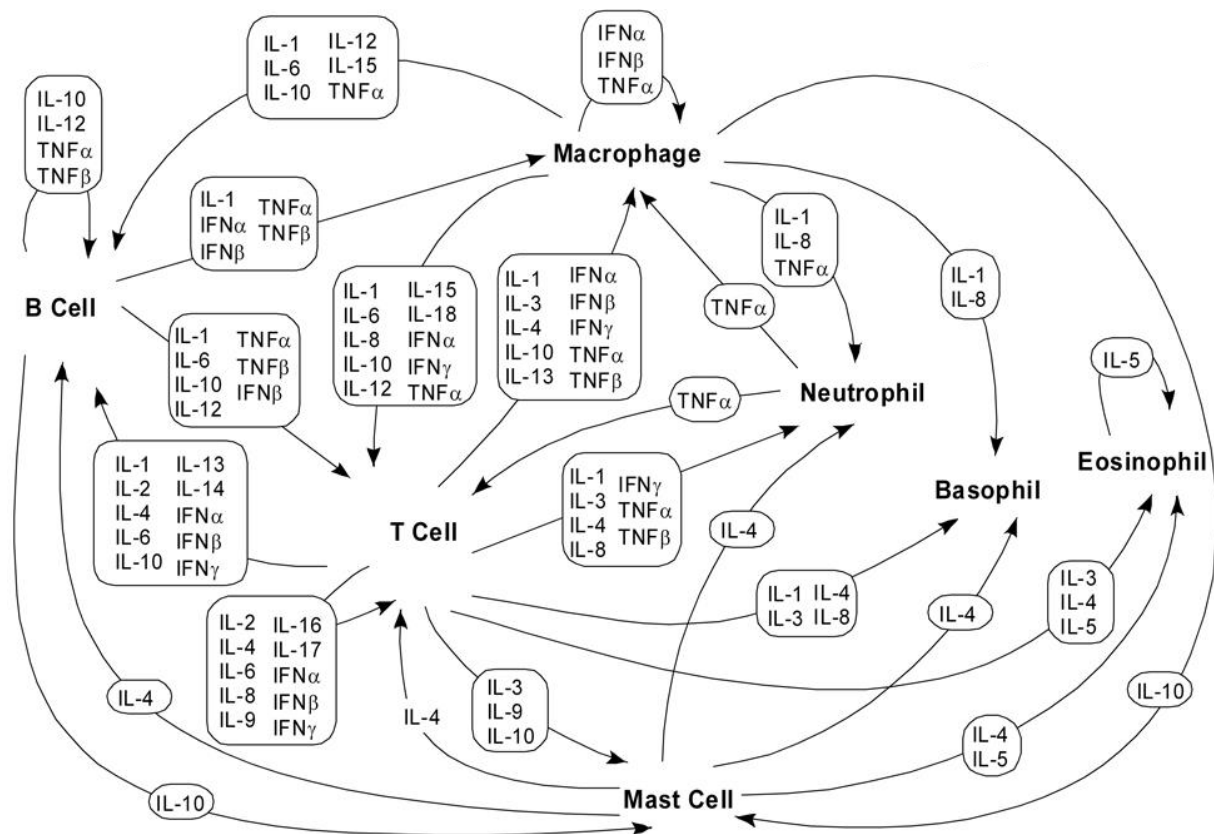 IL-1 IL-12
IL-6 IL-15
IL-10 TNFα
IFNα
IFNβ
TNFα
IL-10
IL-12
TNFα
TNFβ
Macrophage
IL-1 TNFα
IFNα TNFβ
IFNβ
IL-1
IL-8
TNFα
IL-1
IL-8
B Cell
IL-1 IL-15
IL-6 IL-18
IL-8 IFNα
IL-10 IFNγ
IL-12 TNFα
IL-1 IFNα
IL-3 IFNβ
IL-4 IFNγ
IL-10 TNFα
IL-13 TNFβ
TNFα
IL-1 TNFα
IL-6 TNFβ
IL-10 IFNβ
IL-12
IL-5
Neutrophil
TNFα
Eosinophil
IL-1 IL-13
IL-2 IL-14
IL-4 IFNα
IL-6 IFNβ
IL-10 IFNγ
T Cell
IL-1 IFNγ
IL-3 TNFα
IL-4 TNFβ
IL-8
Basophil
IL-4
IL-1 IL-4
IL-3 IL-8
IL-3
IL-4
IL-5
IL-4
IL-2 IL-16
IL-4 IL-17
IL-6 IFNα
IL-8 IFNβ
IL-9 IFNγ
IL-4
IL-4
IL-3
IL-9
IL-10
IL-10
IL-4
IL-5
Mast Cell
IL-10